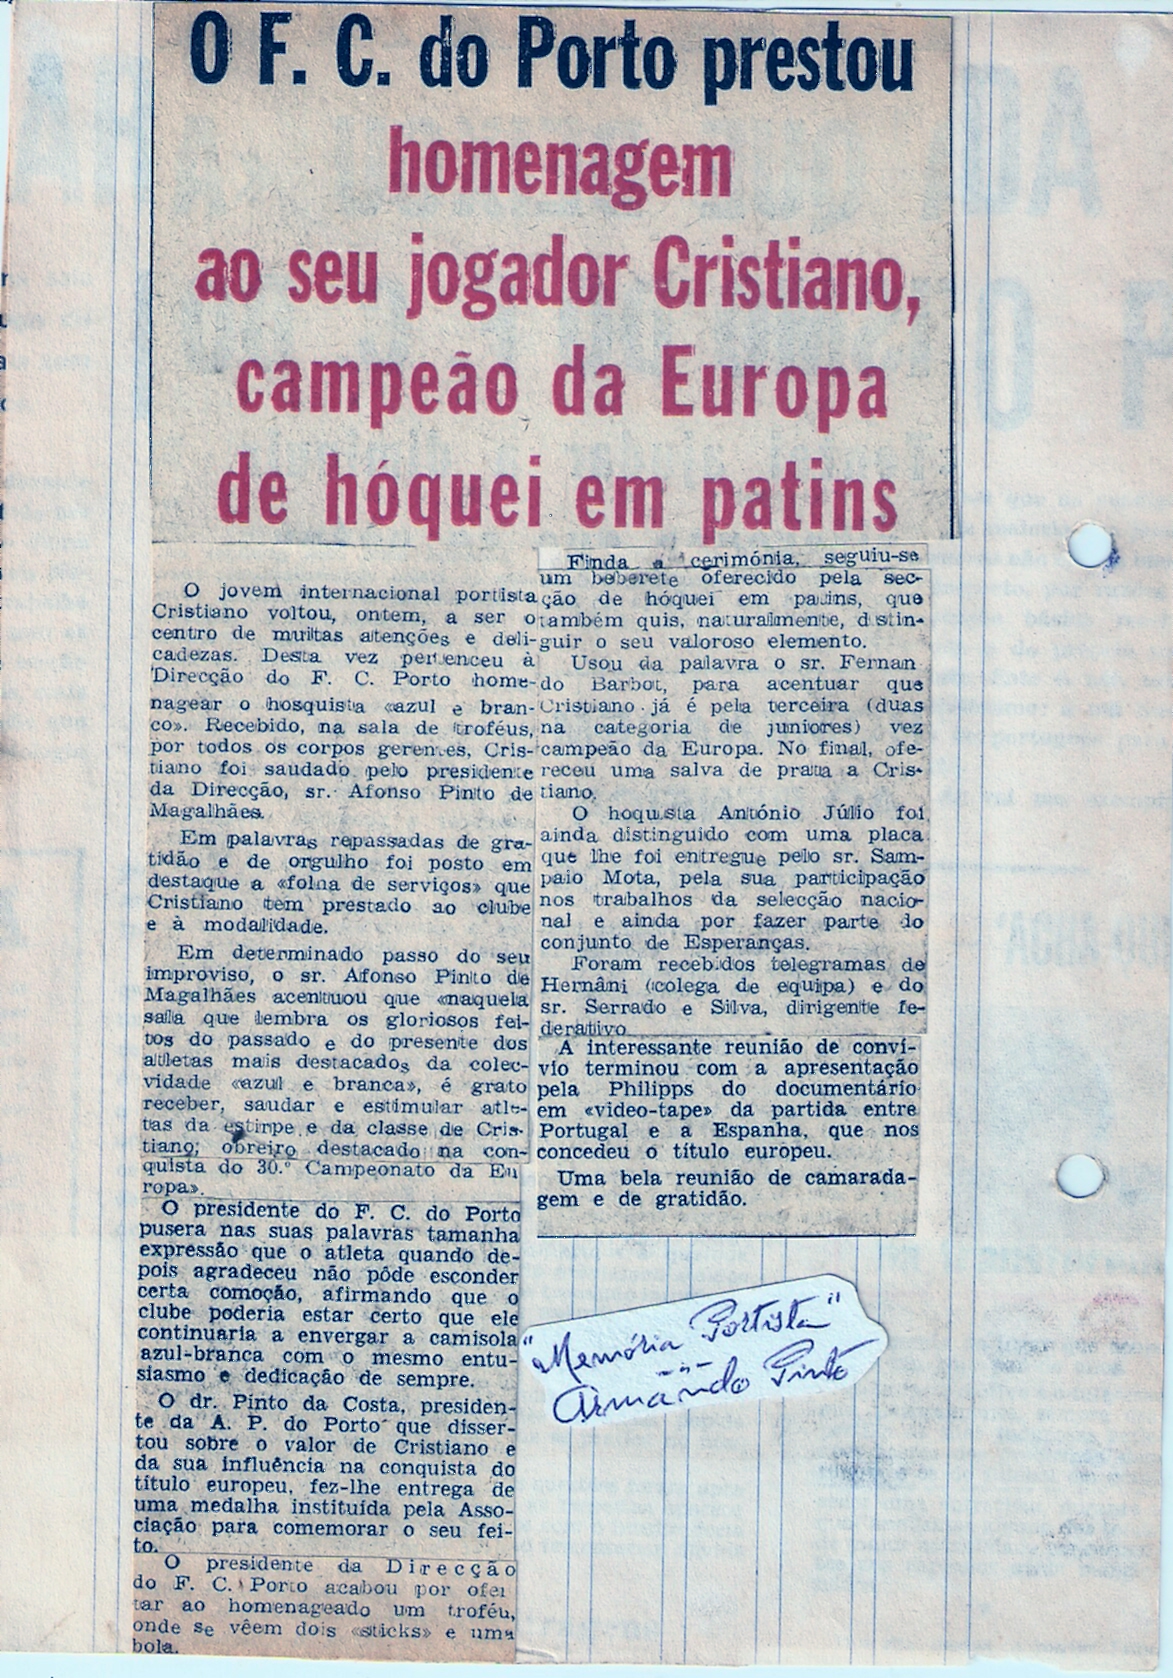 O F. C. do Porto prestou
homenagem
ao seu jogador Cristiano,
campeão da Europa
de hóquei em patins
O jovem internacional portista
Cristiano voltou, ontem, a ser o
centro de muitas atenções e deli-
cadezas. Desta vez pertenceu à
Direcção do F. C. Porto home-
nagear o hosquista «azul e bran-
co». Recebido, na sala de troféus,
por todos os corpos gerentes, Cris-
tiano foi saudado pelo presidente
da Direcção, sr. Afonso Pinto de
Magalhães.
Em palavras repassadas de gra-
tidão e de orgulho foi posto em
destaque a «folha de serviços» que
Cristiano tem prestado ao clube
e à modalidade.
Em determinado passo do seu
improviso, o sr. Afonso Pinto de
Magalhães acentuou que «naquela
sala que lembra os gloriosos fei-
tos do passado e do presente dos
atletas mais destacados da colec-
vidade «azul e branca», é grato
receber, saudar e estimular atle-
tas da estirpe e da classe de Cris-
tiano; obreiro destacado na con-
quista do 30.º Campeonato da Eu
ropa».
O presidente do F. C. do Porto
pusera nas suas palavras tamanha
expressão que o atleta quando de-
pois agradeceu não pôde esconder
certa comoção, afirmando que o
clube poderia estar certo que ele
continuaria a envergar a camisola
azul-branca com o mesmo entu-
siasmo e dedicação de sempre.
O dr. Pinto da Costa, presiden-
te da A. P. do Porto que disser-
tou sobre o valor de Cristiano e
da sua influência na conquista do
título europeu, fez-lhe entrega de
uma medalha instituída pela Asso-
ciação para comemorar o seu fei-
to.
O presidente da Direcção
do F. C. Porto acabou por ofer
tar ao homenageado um troféu,
onde se vêem dois «sticks» e uma
bola.
Finda a cerimónia, seguiu-se
um beberete oferecido pela sec-
ção de hóquei em patins, que
também quis, naturalmente, distin-
guir o seu valoroso elemento.
Usou da palavra o sr. Fernan
do Barbot, para acentuar que
Cristiano já é pela terceira (duas
na categoria de juniores) vez
campeão da Europa. No final, ofe-
receu uma salva de prata a Cris-
tiano.
O hoquista António Júlio foi
ainda distinguido com uma placa
que lhe foi entregue pelo sr. Sam-
paio Mota, pela sua participação
nos trabalhos da selecção nacio-
nal e ainda por fazer parte do
conjunto de Esperanças.
Foram recebidos telegramas de
Hernâni (colega de equipa) e do
sr. Serrado e Silva, dirigente fe-
derativo
A interessante reunião de conví-
vio terminou com a apresentação
pela Philipps do documentário
em «video-tape» da partida entre
Portugal e a Espanha, que nos
concedeu o título europeu.
Uma bela reunião de camarada-
gem e de gratidão.
"Memória Portista"
Armando Pinto